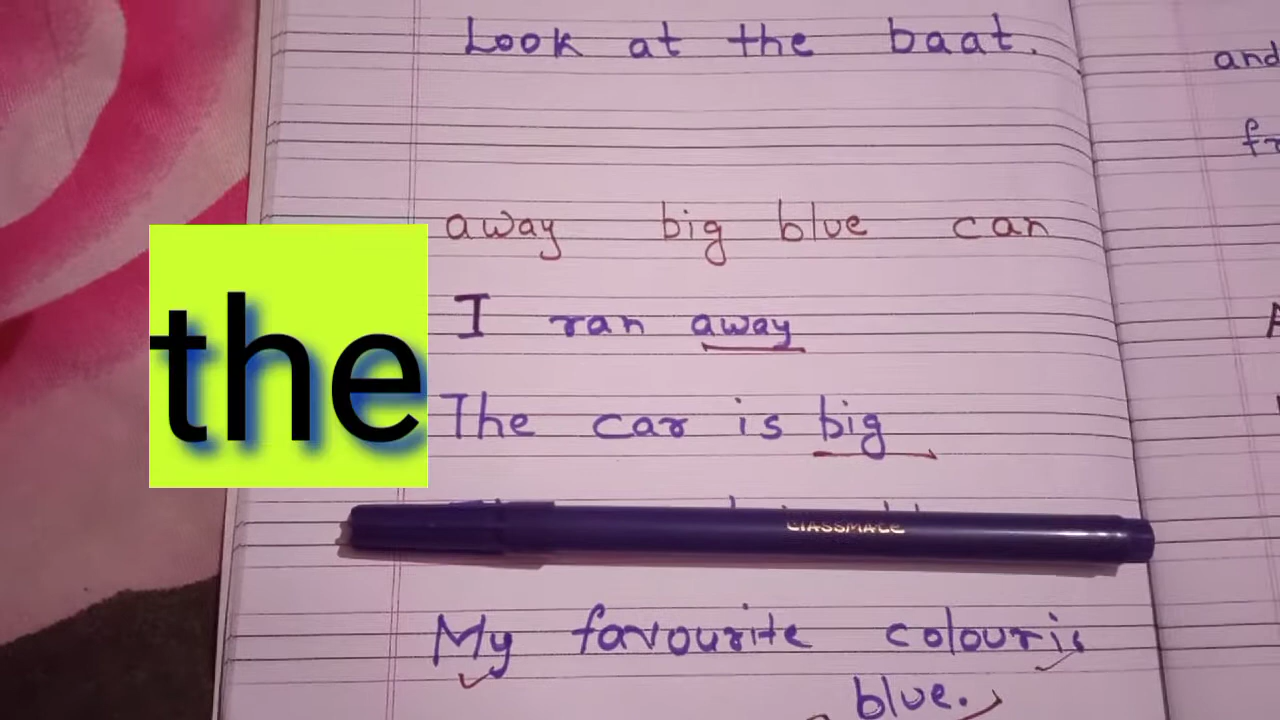 Look at the baat.
and
away big blue can
I ran away
the
The car is big
CLASSMATE
My favourite colour is
blue.